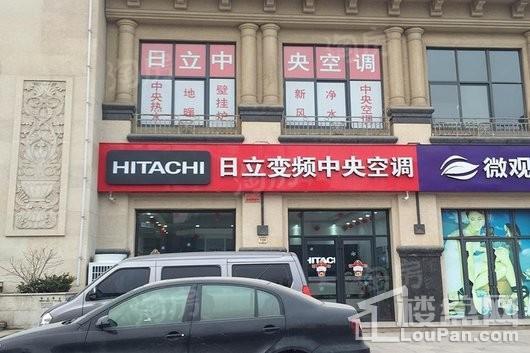 日立中央空调
中央热水 地暖 壁挂炉 新风 净水 中央空调
HITACHI 日立变频中央空调 微观
HITACHI
楼盘网
LouPan.com